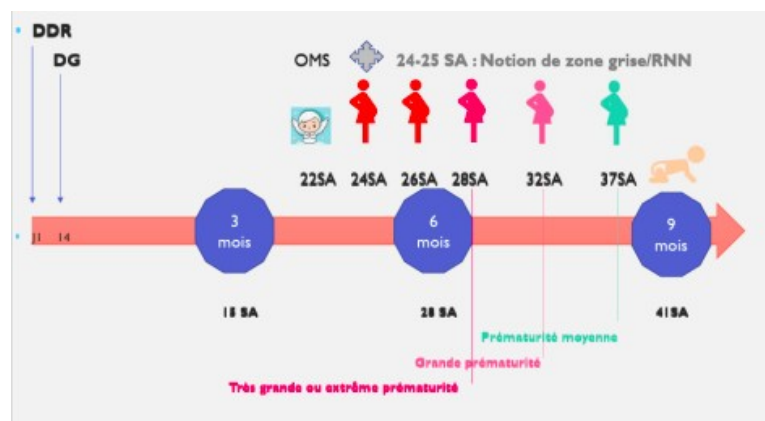 DDR
DG
OMS
24-25 SA : Notion de zone grise/RNN
22SA 24SA 26SA 28SA 32SA 37SA
3 mois
6 mois
9 mois
J1 14
15 SA
28 SA
41SA
Prématurité moyenne
Grande prématurité
Très grande ou extrême prématurité